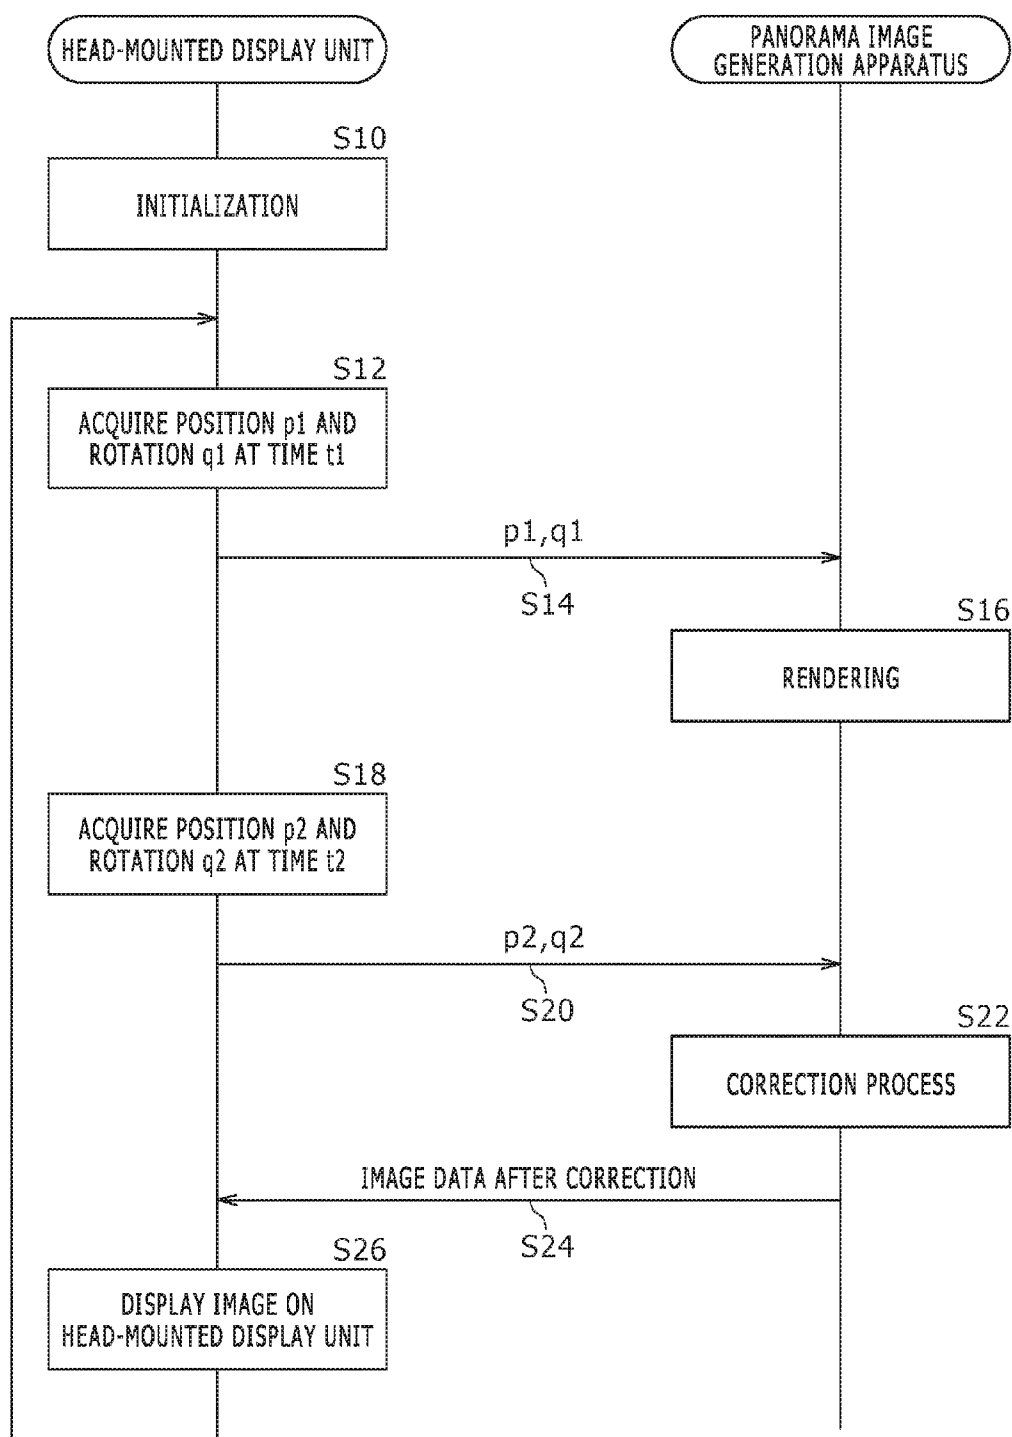 HEAD-MOUNTED DISPLAY UNIT
PANORAMA IMAGE
GENERATION APPARATUS
S10
INITIALIZATION
S12
ACQUIRE POSITION p1 AND
ROTATION q1 AT TIME t1
p1,q1
S14
S16
RENDERING
S18
ACQUIRE POSITION p2 AND
ROTATION q2 AT TIME t2
p2,q2
S20
S22
CORRECTION PROCESS
IMAGE DATA AFTER CORRECTION
S24
S26
DISPLAY IMAGE ON
HEAD-MOUNTED DISPLAY UNIT